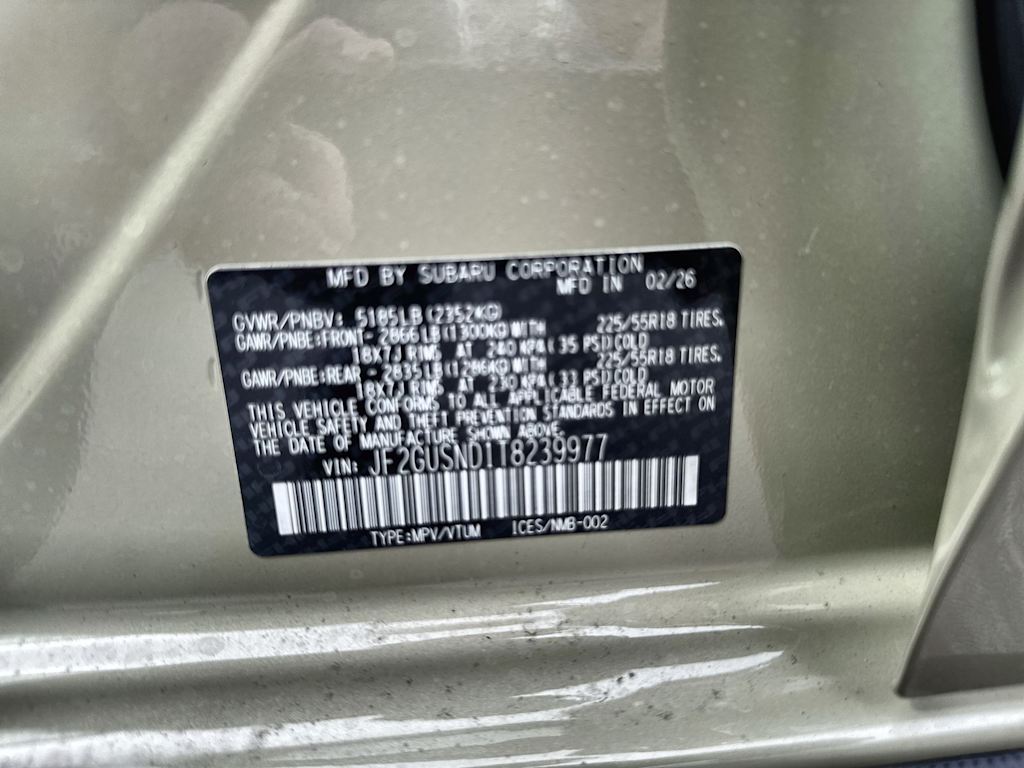 MFD BY SUBARU CORPORATION
MFD IN 02/26
GVWR/PNBV: 5185LB(2352KG)
GAWR/PNBE:FRONT- 2866LB(1300KG)WITH 225/55R18 TIRES,
18X7J RIMS AT 240 KPA( 35 PSI)COLD
GAWR/PNBE:REAR - 2835LB(1286KG)WITH 225/55R18 TIRES,
18X7J RIMS AT 230 KPA( 33 PSI)COLD
THIS VEHICLE CONFORMS TO ALL APPLICABLE FEDERAL MOTOR
VEHICLE SAFETY AND THEFT PREVENTION STANDARDS IN EFFECT ON
THE DATE OF MANUFACTURE SHOWN ABOVE.
VIN: JF2GUSND1T8239977
TYPE:MPV/VTUM ICES/NMB-002